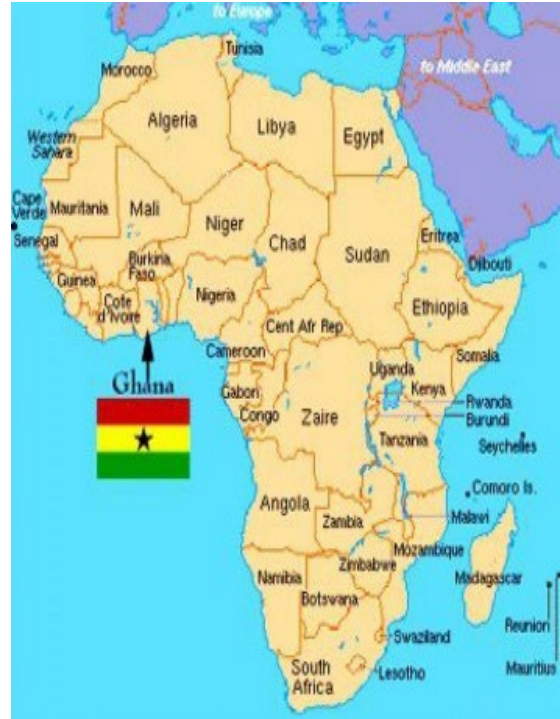 to Europe
Tunisia
to Middle East
Morocco
Algeria
Libya
Egypt
Western
Sahara
Cape
Verde
Mauritania
Mali
Niger
Chad
Sudan
Eritrea
Senegal
Djibouti
Burkina
Faso
Guinea
Nigeria
Cote
d'Ivoire
Ethiopia
Cent Afr Rep
Cameroon
Somalia
Ghana
Uganda
Kenya
Gabon
Rwanda
Congo
Zaire
Burundi
Tanzania
Seychelles
Comoro Is.
Angola
Malawi
Zambia
Mozambique
Zimbabwe
Namibia
Madagascar
Botswana
Reunion
Swaziland
South
Africa
Lesotho
Mauritius